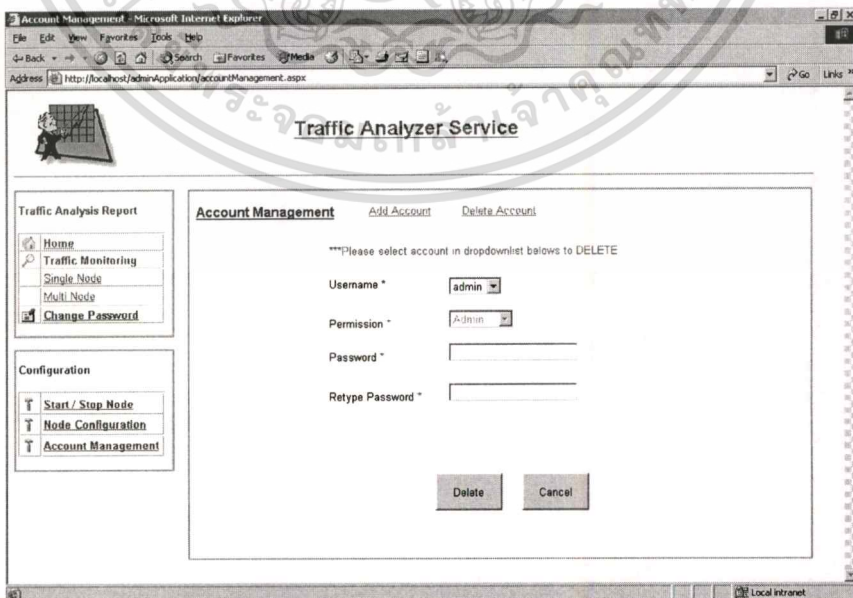 Account Management - Microsoft Internet Explorer
File Edit View Favorites Tools Help
Back Search Favorites Media
Address http://localhost/adminApplication/accountManagement.aspx Go Links »
Traffic Analyzer Service
Traffic Analysis Report
Home
Traffic Monitoring
Single Node
Multi Node
Change Password
Configuration
Start / Stop Node
Node Configuration
Account Management
Account Management Add Account Delete Account
***Please select account in dropdownlist belows to DELETE
Username * admin
Permission * Admin
Password *
Retype Password *
Delete Cancel
Local intranet